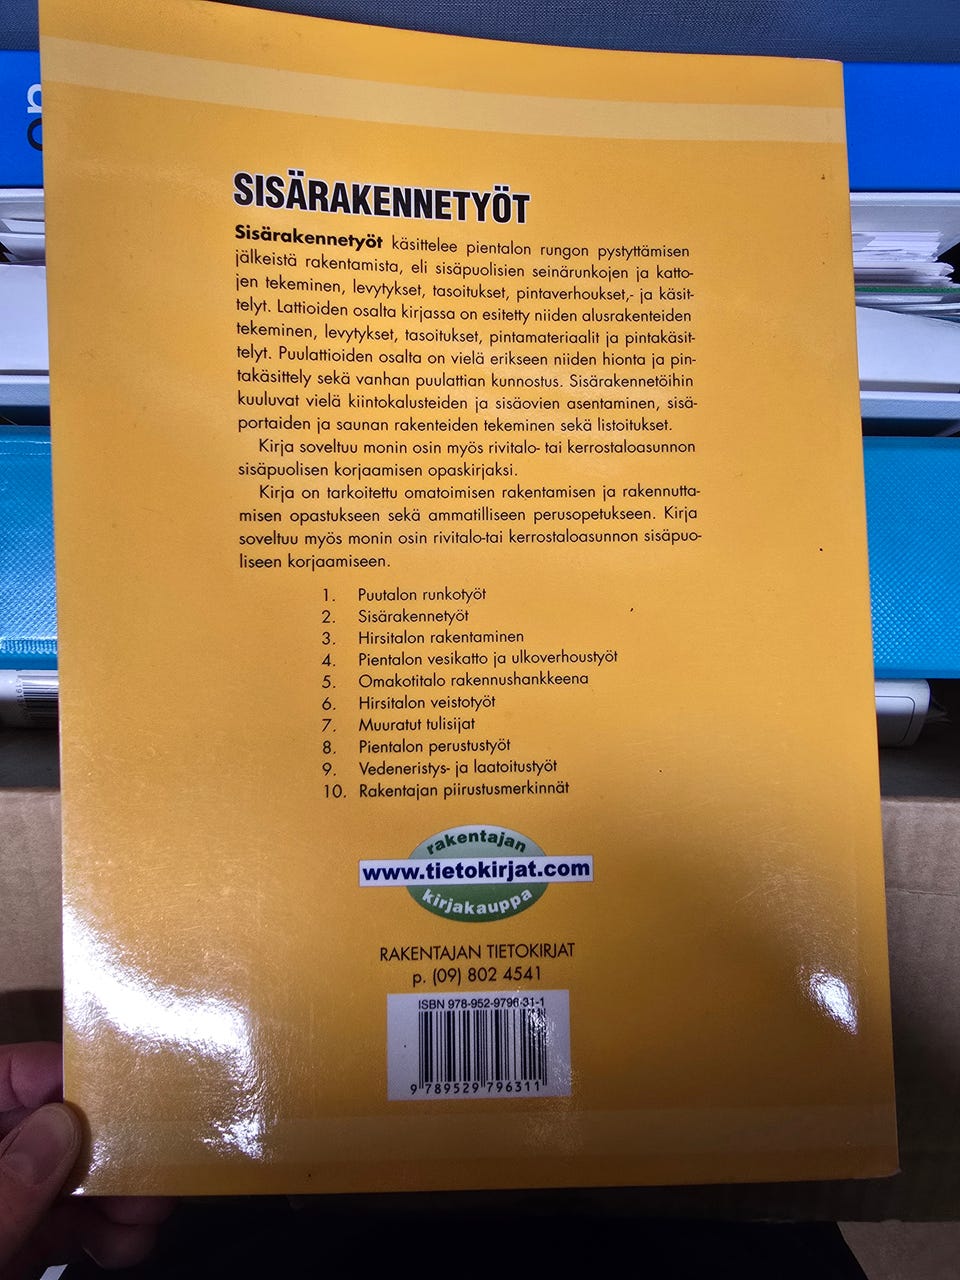 SISÄRAKENNETYÖT
Sisärakennetyöt käsittelee pientalon rungon pystyttämisen
jälkeistä rakentamista, eli sisäpuolisien seinärunkojen ja katto-
jen tekeminen, levytykset, tasoitukset, pintaverhoukset,- ja käsit-
telyt. Lattioiden osalta kirjassa on esitetty niiden alusrakenteiden
tekeminen, levytykset, tasoitukset, pintamateriaalit ja pintakäsit-
telyt. Puulattioiden osalta on vielä erikseen niiden hionta ja pin-
takäsittely sekä vanhan puulattian kunnostus. Sisärakennetöihin
kuuluvat vielä kiintokalusteiden ja sisäovien asentaminen, sisä-
portaiden ja saunan rakenteiden tekeminen sekä listoitukset.
Kirja soveltuu monin osin myös rivitalo- tai kerrostaloasunnon
sisäpuolisen korjaamisen opaskirjaksi.
Kirja on tarkoitettu omatoimisen rakentamisen ja rakennutta-
misen opastukseen sekä ammatilliseen perusopetukseen. Kirja
soveltuu myös monin osin rivitalo-tai kerrostaloasunnon sisäpuo-
liseen korjaamiseen.
1. Puutalon runkotyöt
2. Sisärakennetyöt
3. Hirsitalon rakentaminen
4. Pientalon vesikatto ja ulkoverhoustyöt
5. Omakotitalo rakennushankkeena
6. Hirsitalon veistotyöt
7. Muuratut tulisijat
8. Pientalon perustustyöt
9. Vedeneristys- ja laatoitustyöt
10. Rakentajan piirustusmerkinnät
rakentajan
www.tietokirjat.com
kirjakauppa
RAKENTAJAN TIETOKIRJAT
p. (09) 802 4541
ISBN 978-952-9796-31-1
9 789529 796311